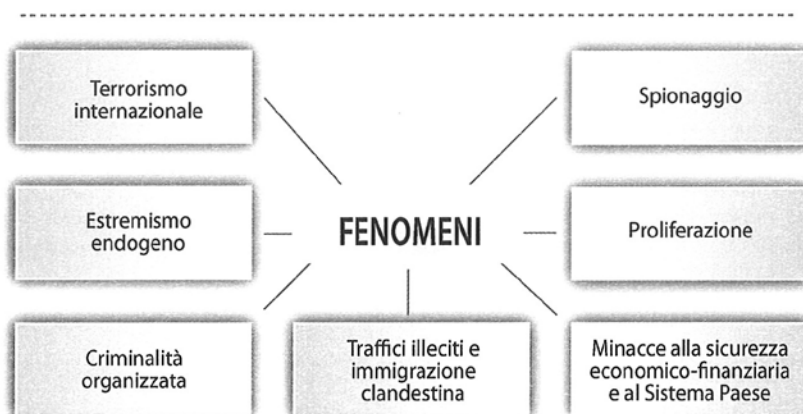 Terrorismo
internazionale
Spionaggio
Estremismo
endogeno
FENOMENI
Proliferazione
Criminalità
organizzata
Traffici illeciti e
immigrazione
clandestina
Minacce alla sicurezza
economico-finanziaria
e al Sistema Paese